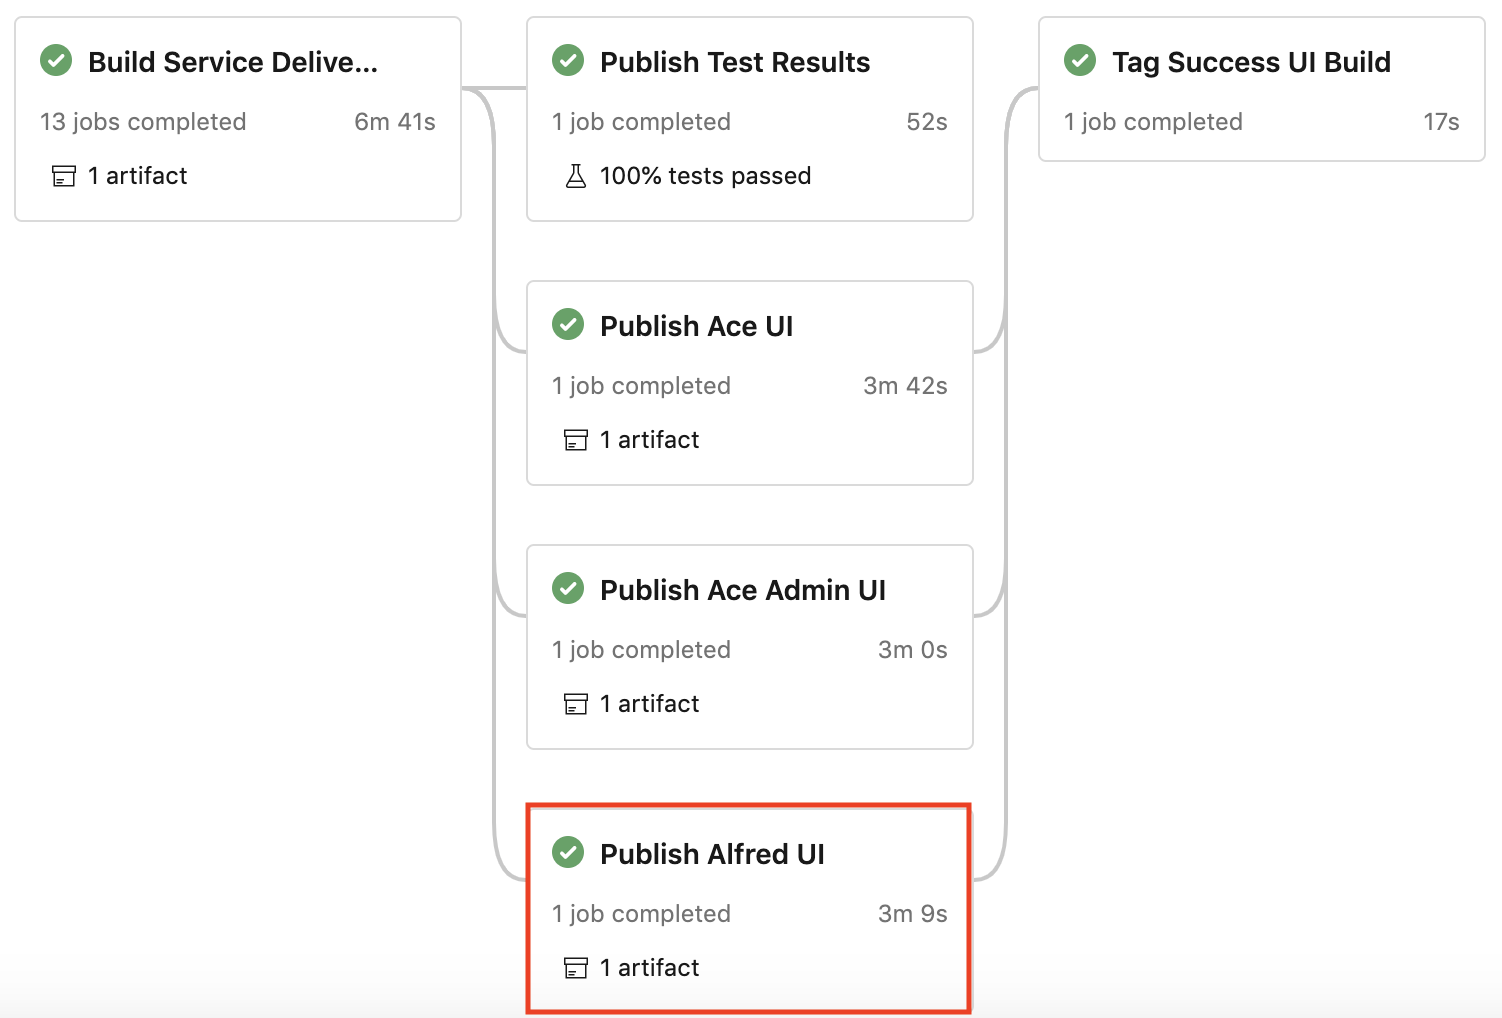 Build Service Delive...
13 jobs completed 6m 41s
1 artifact
Publish Test Results
1 job completed 52s
100% tests passed
Publish Ace UI
1 job completed 3m 42s
1 artifact
Publish Ace Admin UI
1 job completed 3m 0s
1 artifact
Publish Alfred UI
1 job completed 3m 9s
1 artifact
Tag Success UI Build
1 job completed 17s